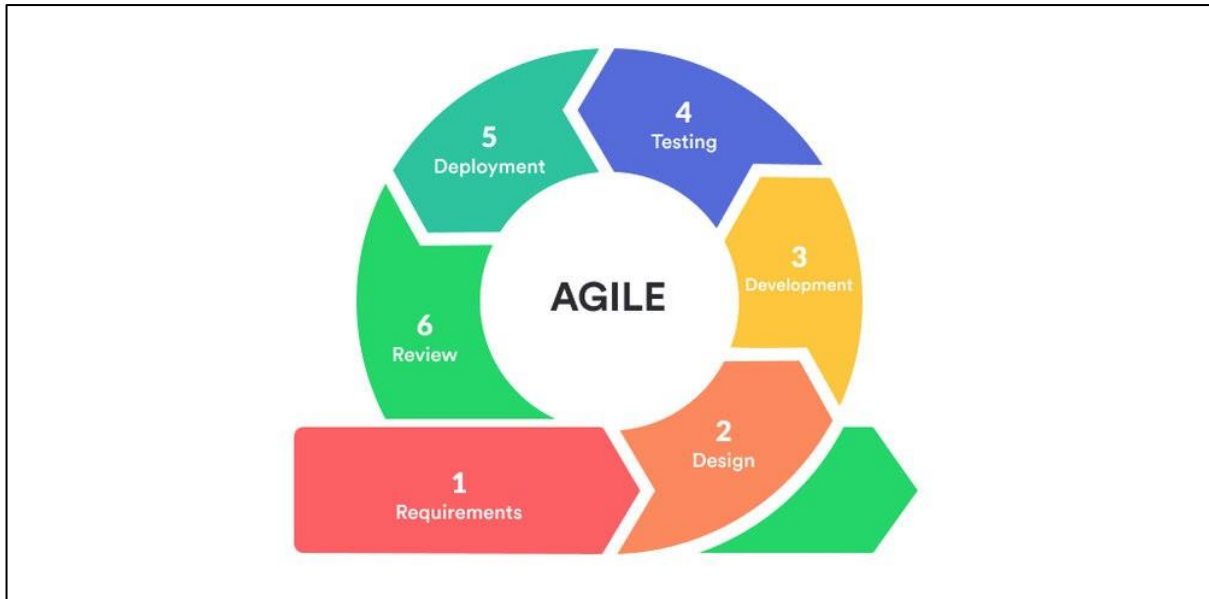 AGILE
1
Requirements
2
Design
3
Development
4
Testing
5
Deployment
6
Review